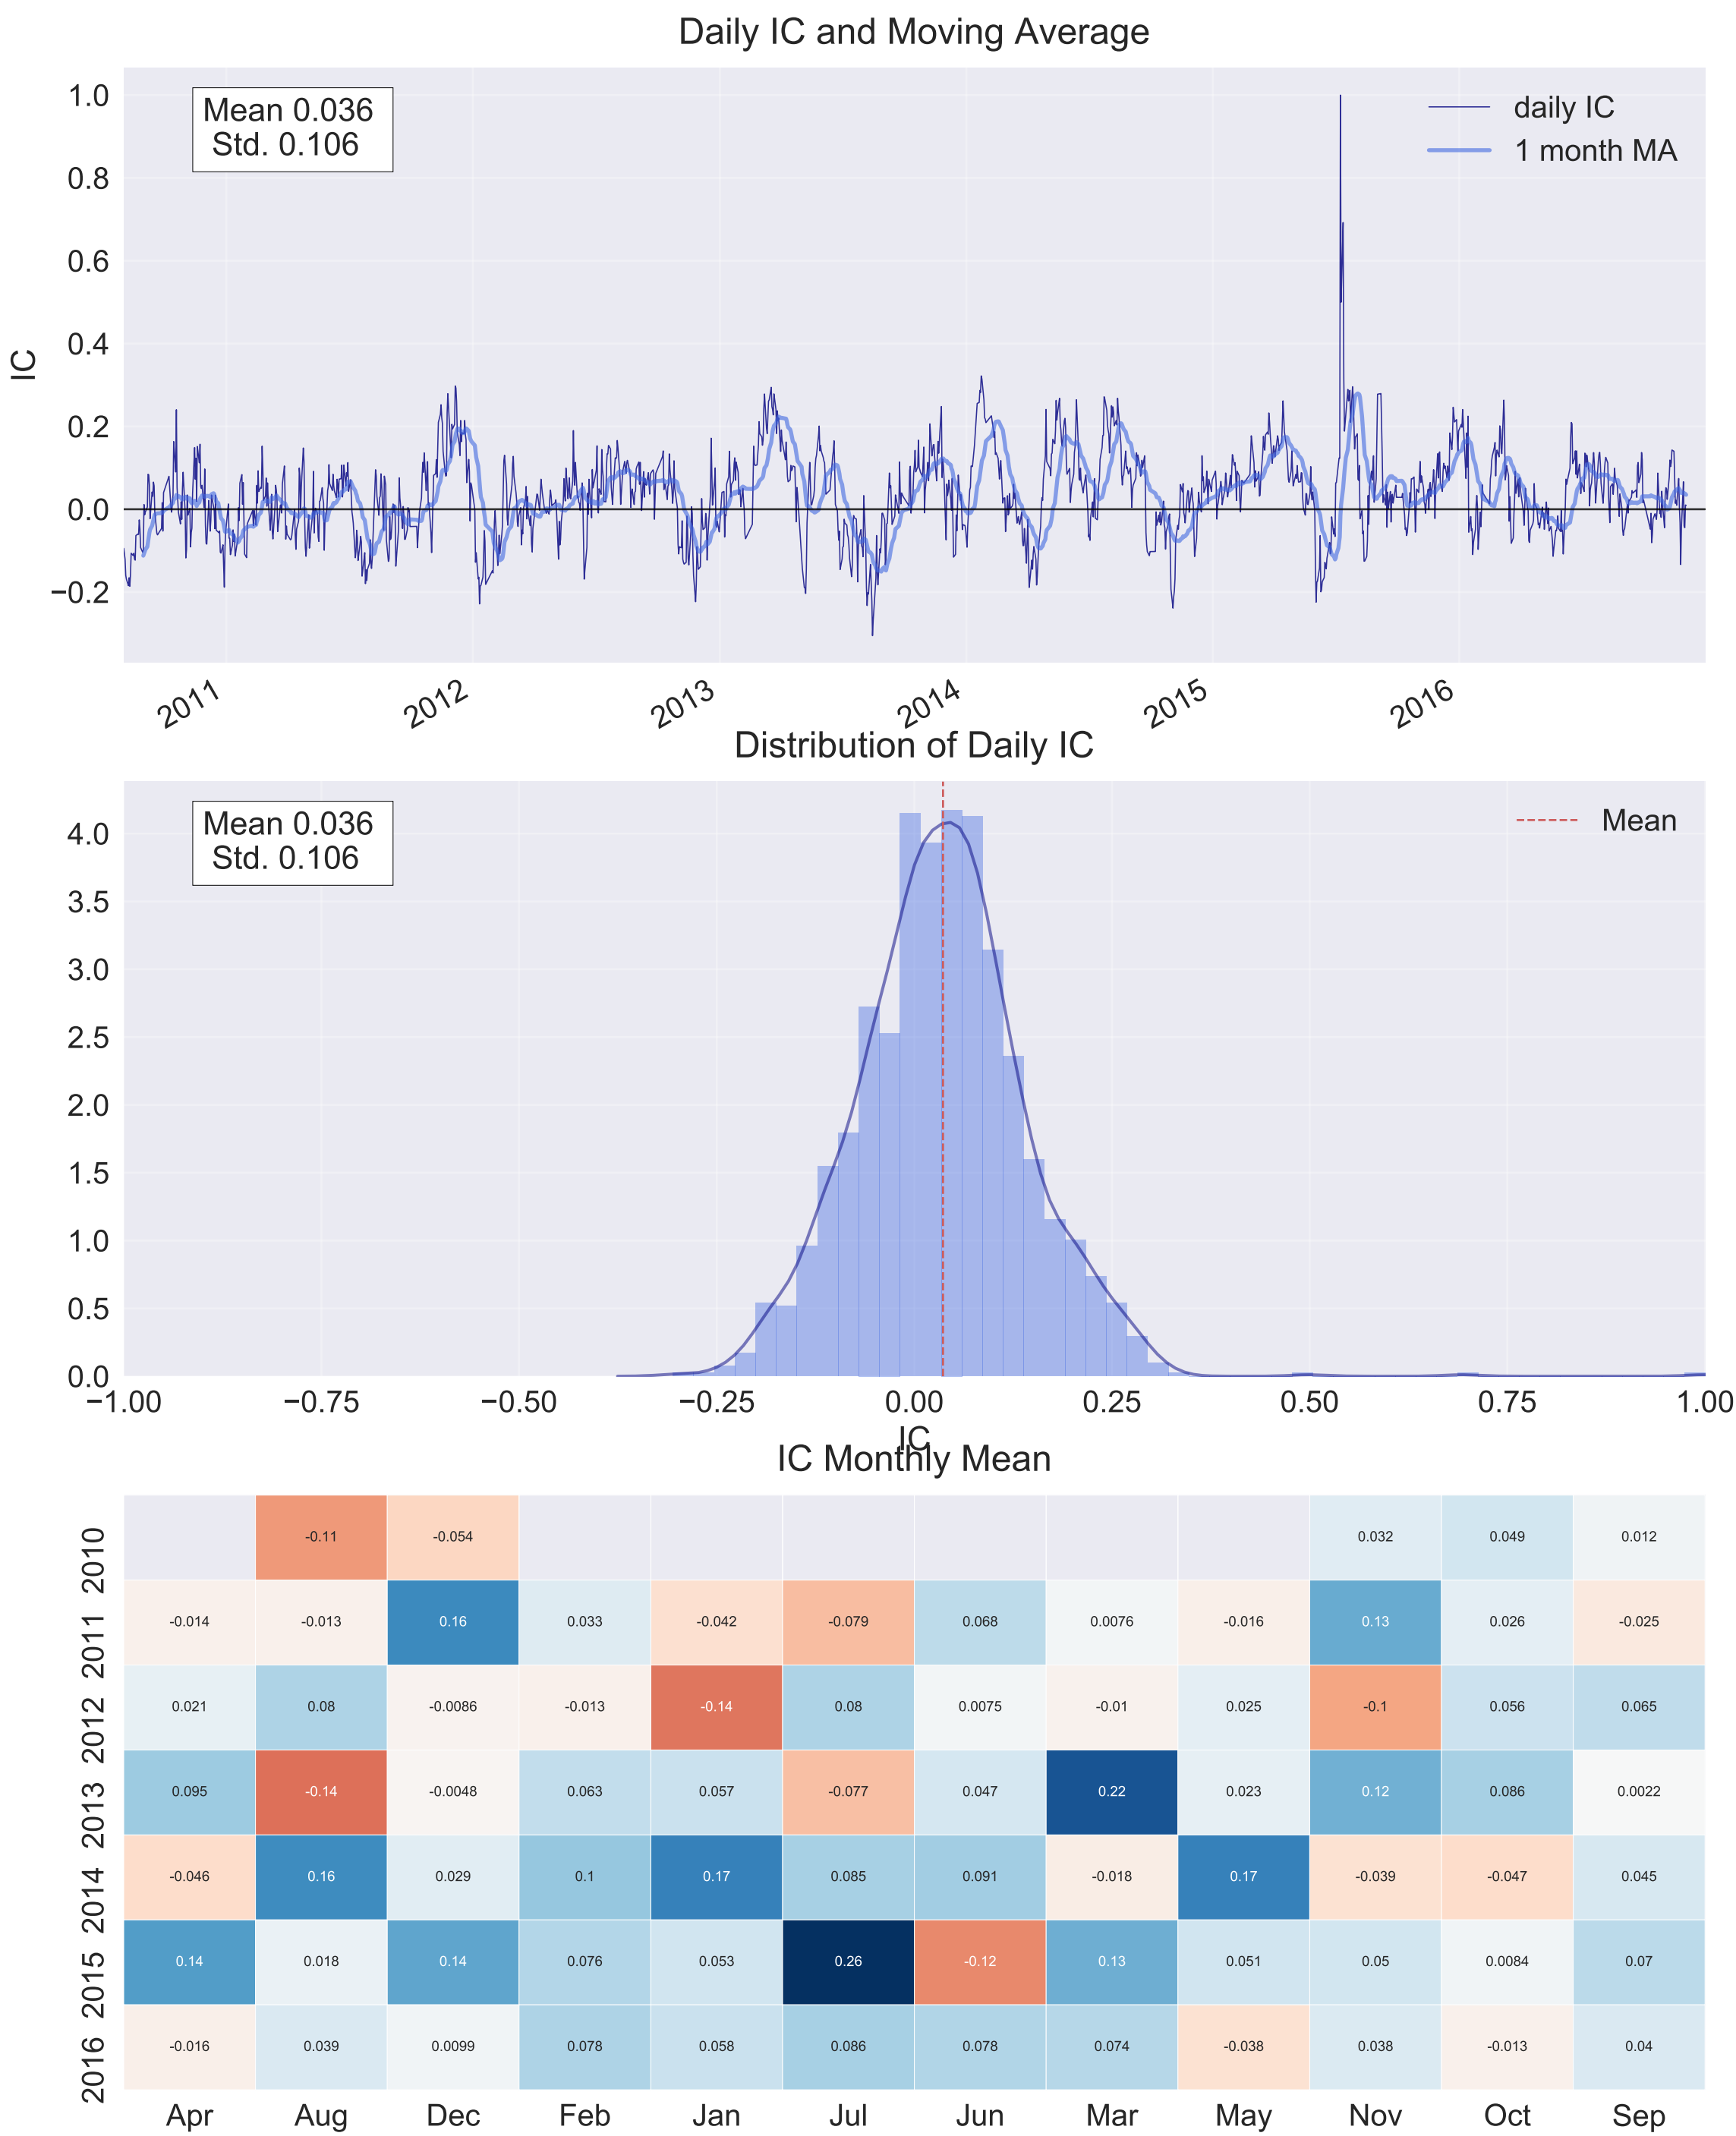 Daily IC and Moving Average
Mean 0.036
Std. 0.106
daily IC
1 month MA
IC
1.0
0.8
0.6
0.4
0.2
0.0
−0.2
2011 2012 2013 2014 2015 2016
Distribution of Daily IC
Mean 0.036
Std. 0.106
Mean
4.0
3.5
3.0
2.5
2.0
1.5
1.0
0.5
0.0
−1.00 −0.75 −0.50 −0.25 0.00 0.25 0.50 0.75 1.00
IC
IC Monthly Mean
2010 -0.11 -0.054 0.032 0.049 0.012
2011 -0.014 -0.013 0.16 0.033 -0.042 -0.079 0.068 0.0076 -0.016 0.13 0.026 -0.025
2012 0.021 0.08 -0.0086 -0.013 -0.14 0.08 0.0075 -0.01 0.025 -0.1 0.056 0.065
2013 0.095 -0.14 -0.0048 0.063 0.057 -0.077 0.047 0.22 0.023 0.12 0.086 0.0022
2014 -0.046 0.16 0.029 0.1 0.17 0.085 0.091 -0.018 0.17 -0.039 -0.047 0.045
2015 0.14 0.018 0.14 0.076 0.053 0.26 -0.12 0.13 0.051 0.05 0.0084 0.07
2016 -0.016 0.039 0.0099 0.078 0.058 0.086 0.078 0.074 -0.038 0.038 -0.013 0.04
Apr Aug Dec Feb Jan Jul Jun Mar May Nov Oct Sep